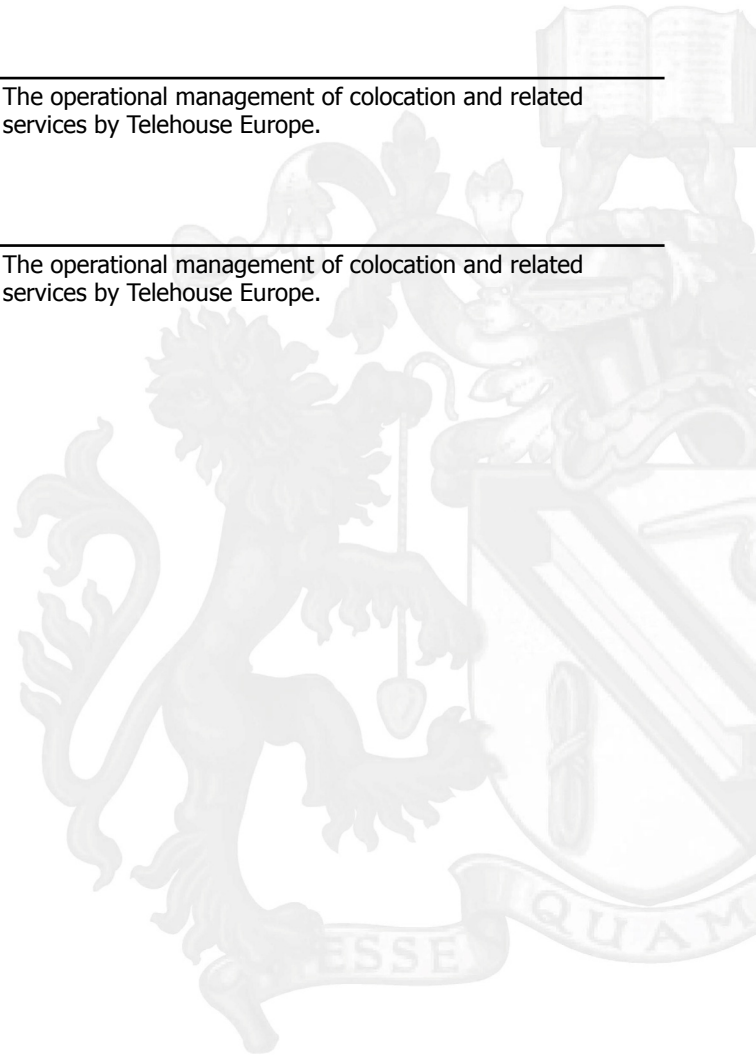 The operational management of colocation and related
services by Telehouse Europe.
The operational management of colocation and related
services by Telehouse Europe.
ESSE
QUAM